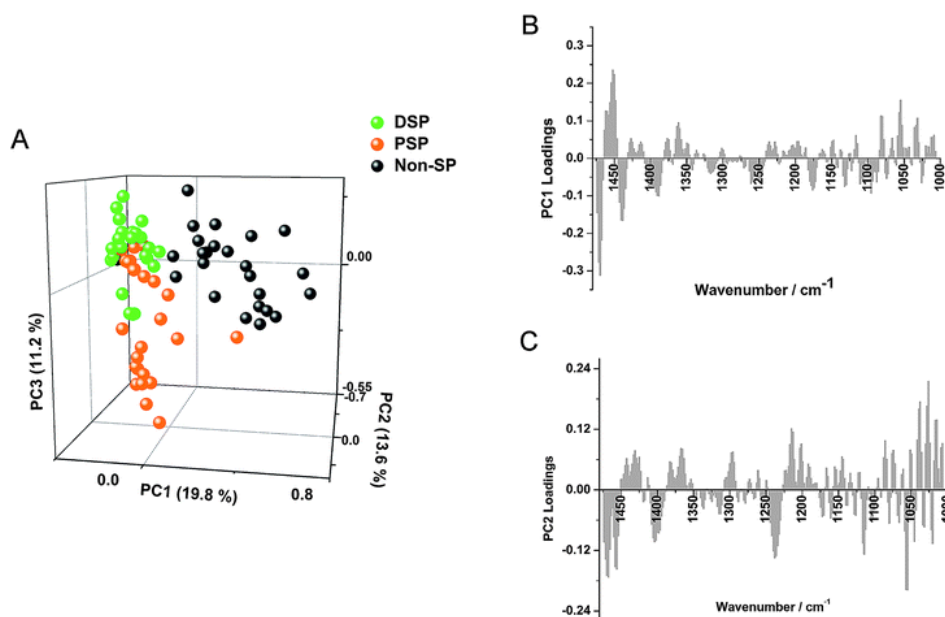 A
DSP
PSP
Non-SP
PC3 (11.2 %)
0.00
-0.55
-0.7
0.0
PC2 (13.6 %)
0.0
PC1 (19.8 %)
0.8
B
0.3
0.2
0.1
0.0
-0.1
-0.2
-0.3
PC1 Loadings
1450
1400
1350
1300
1250
1200
1150
1100
1050
1000
Wavenumber / cm-1
C
0.24
0.12
0.00
-0.12
-0.24
PC2 Loadings
1450
1400
1350
1300
1250
1200
1150
1100
1050
1000
Wavenumber / cm-1